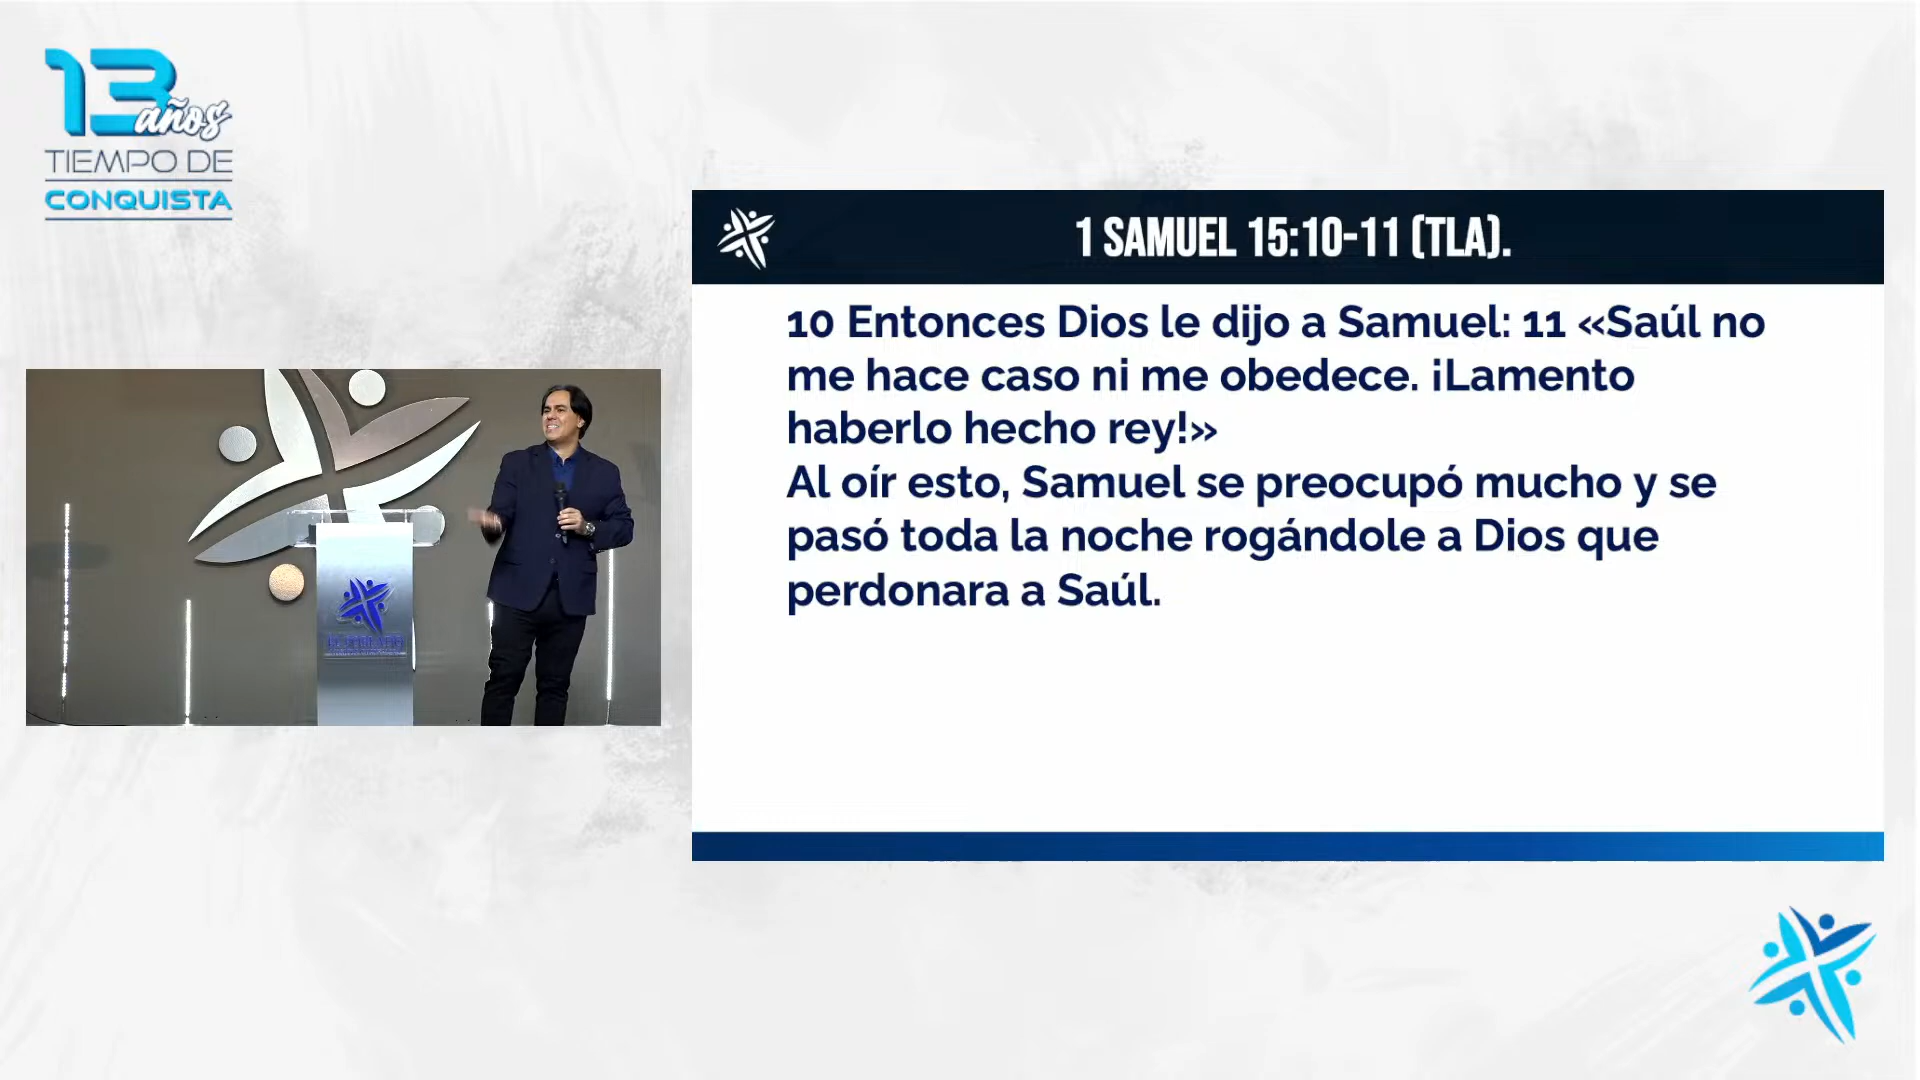 13
años
TIEMPO DE
CONQUISTA
1 SAMUEL 15:10-11 (TLA).
10 Entonces Dios le dijo a Samuel: 11 «Saúl no
me hace caso ni me obedece. ¡Lamento
haberlo hecho rey!»
Al oír esto, Samuel se preocupó mucho y se
pasó toda la noche rogándole a Dios que
perdonara a Saúl.